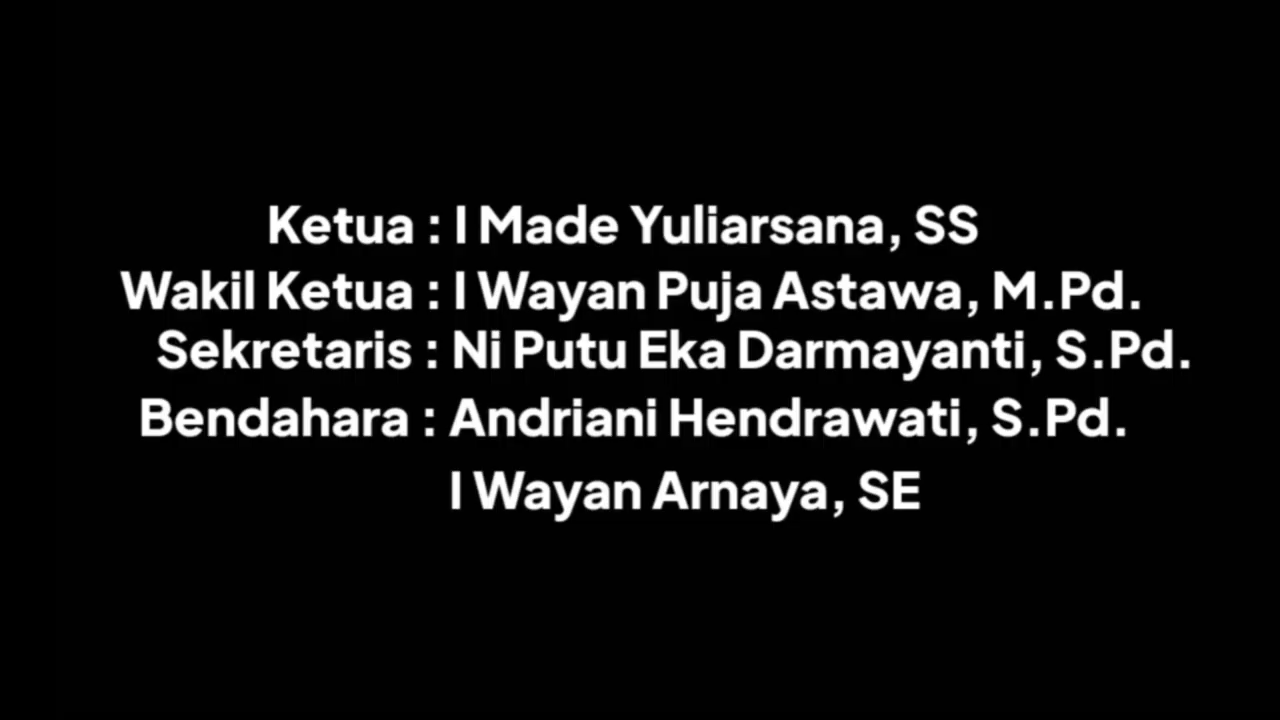 Ketua : I Made Yuliarsana, SS
Wakil Ketua : I Wayan Puja Astawa, M.Pd.
Sekretaris : Ni Putu Eka Darmayanti, S.Pd.
Bendahara : Andriani Hendrawati, S.Pd.
I Wayan Arnaya, SE